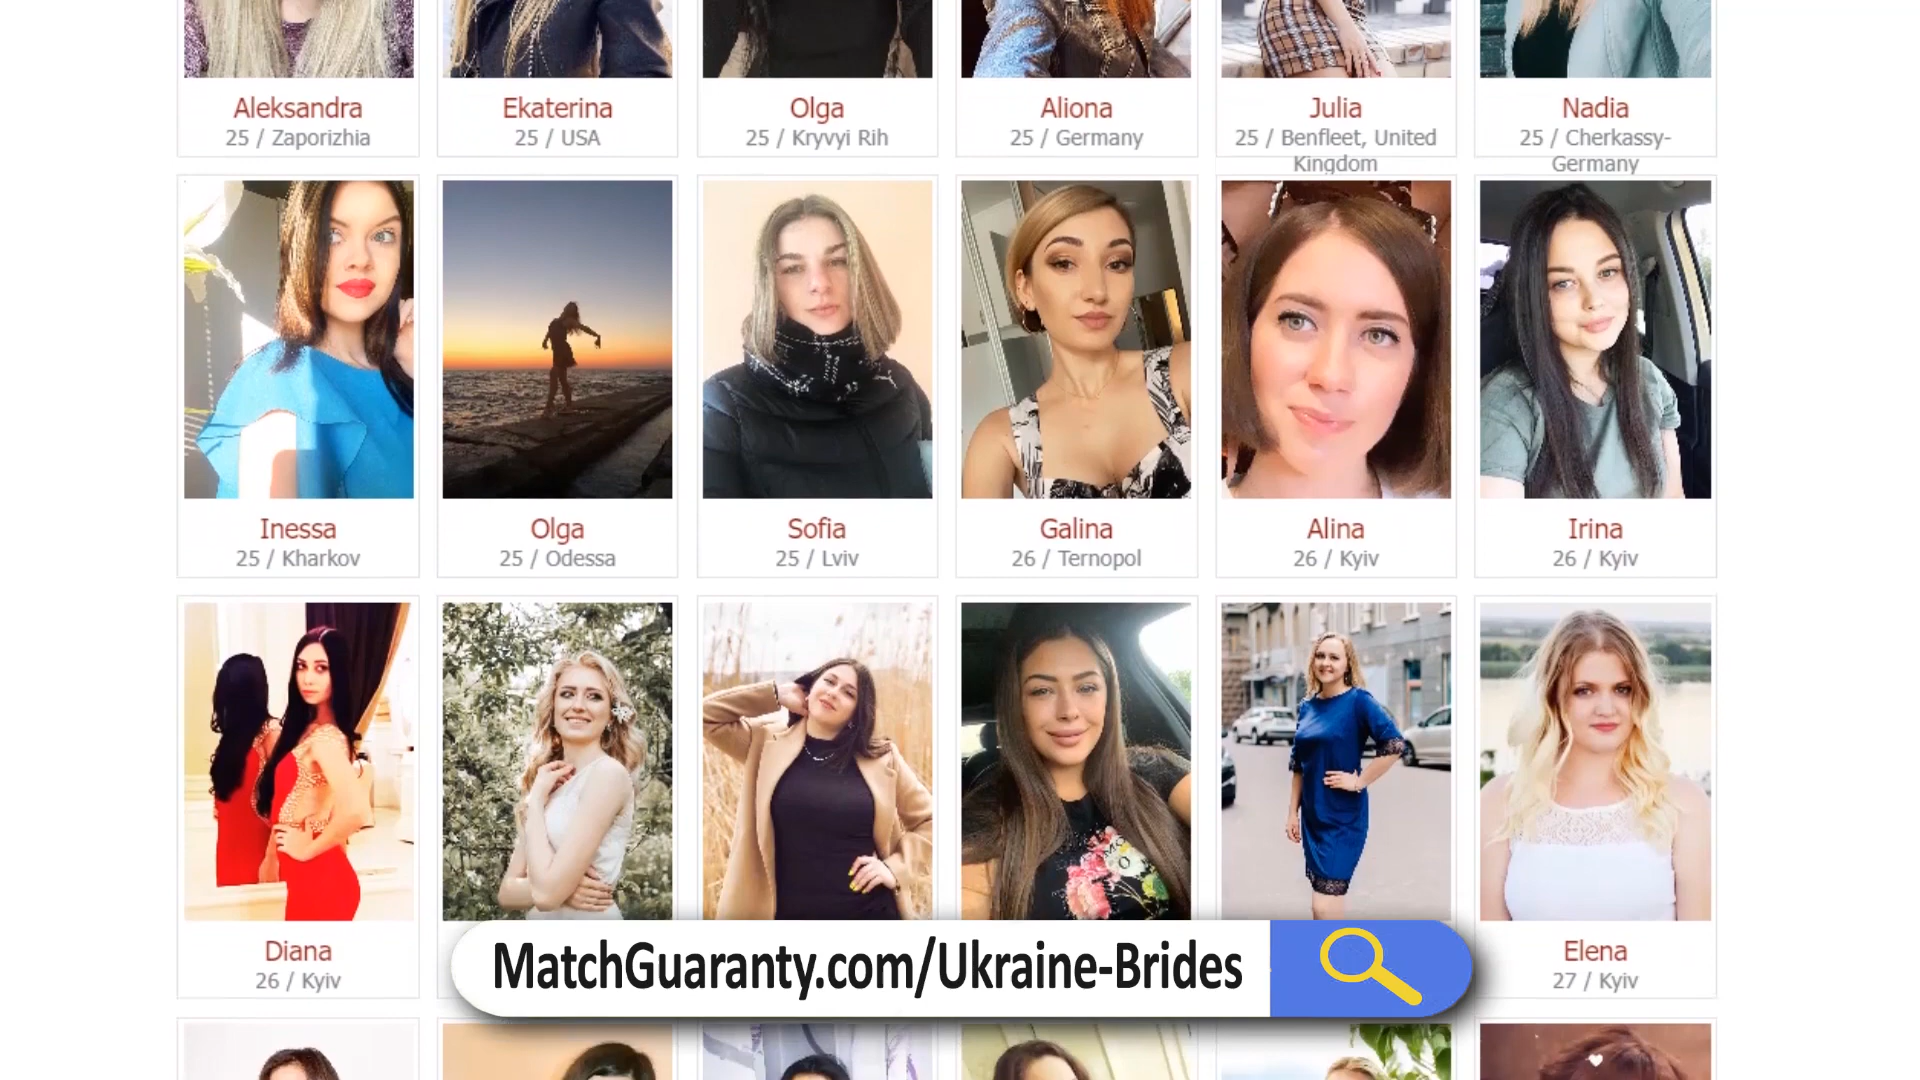 Aleksandra
25 / Zaporizhia
Ekaterina
25 / USA
Olga
25 / Kryvyi Rih
Aliona
25 / Germany
Julia
25 / Benfleet, United
Kingdom
Nadia
25 / Cherkassy-
Germany
Inessa
25 / Kharkov
Olga
25 / Odessa
Sofia
25 / Lviv
Galina
26 / Ternopol
Alina
26 / Kyiv
Irina
26 / Kyiv
Diana
26 / Kyiv
Elena
27 / Kyiv
MatchGuaranty.com/Ukraine-Brides